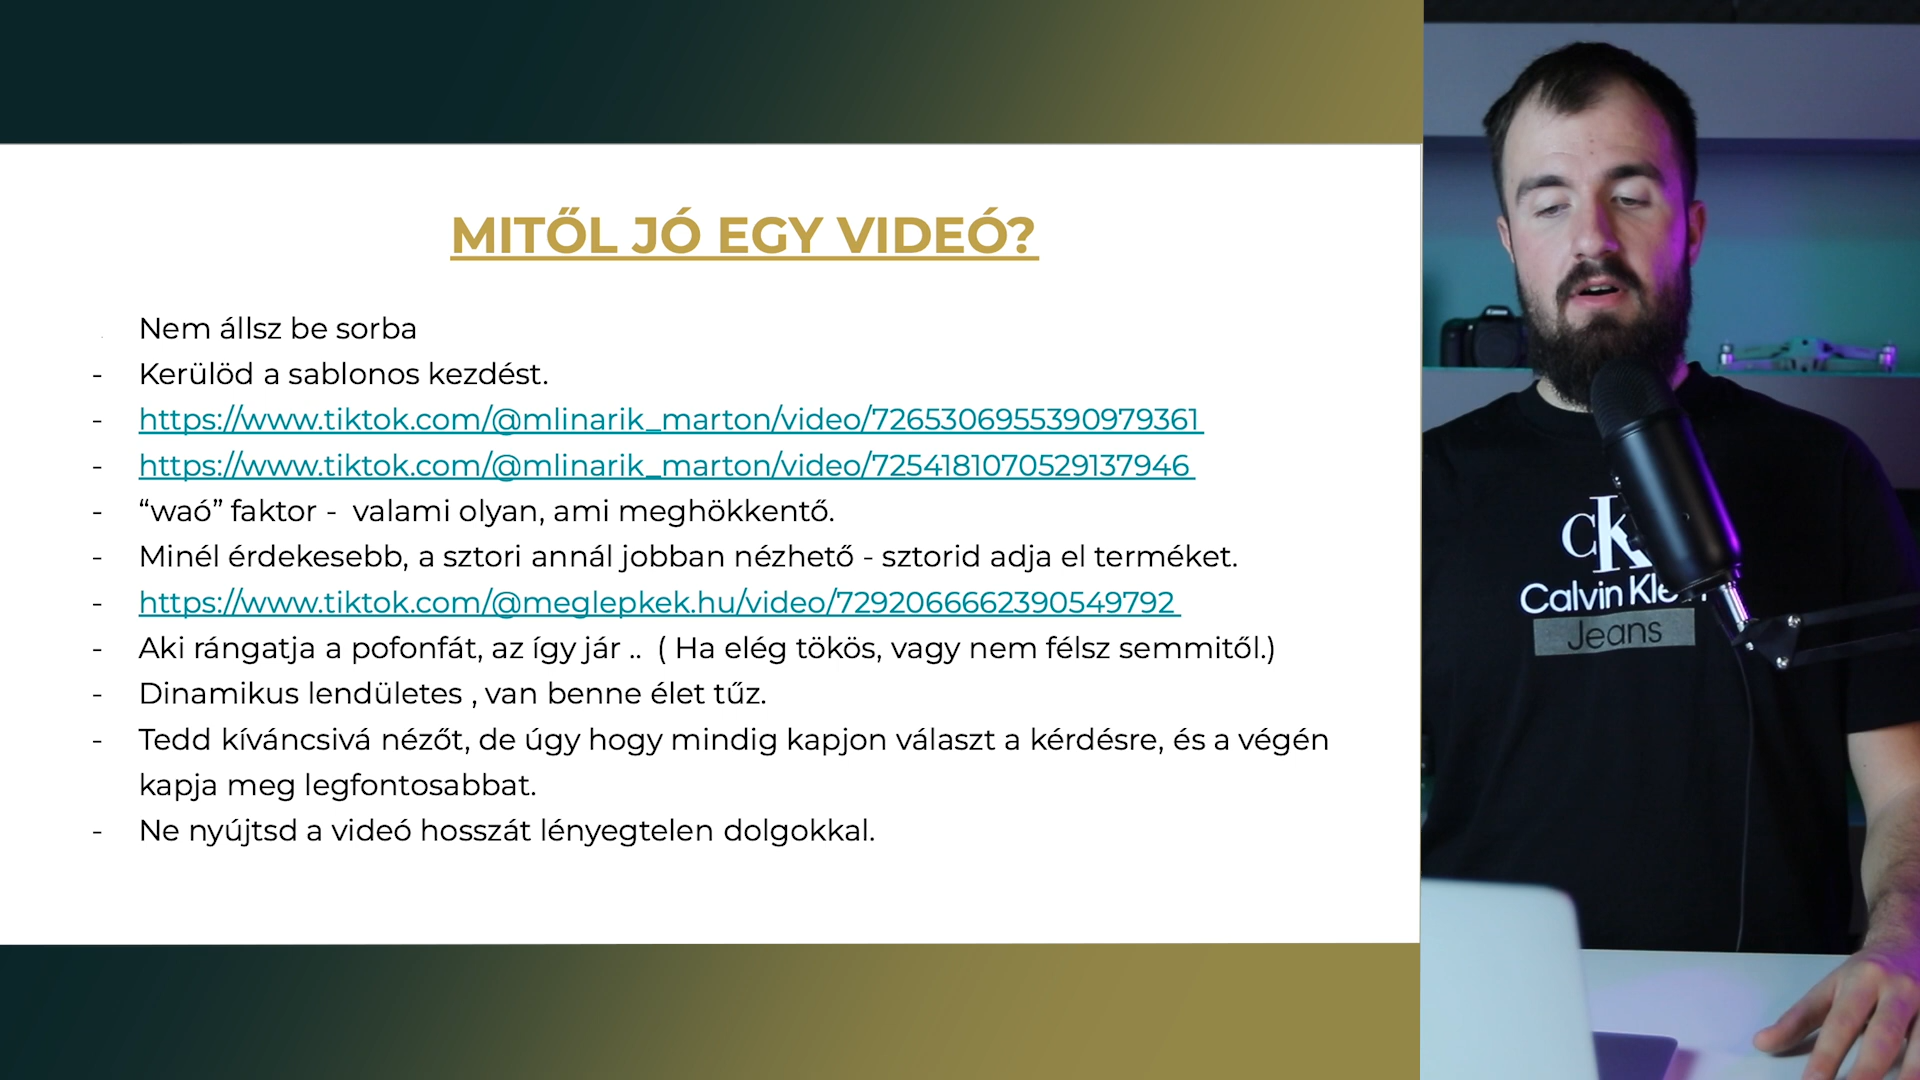 MITŐL JÓ EGY VIDEÓ?
Nem állsz be sorba
- Kerülöd a sablonos kezdést.
- https://www.tiktok.com/@mlinarik_marton/video/7265306955390979361
- https://www.tiktok.com/@mlinarik_marton/video/7254181070529137946
- “waó” faktor - valami olyan, ami meghökkentő.
- Minél érdekesebb, a sztori annál jobban nézhető - sztorid adja el terméket.
- https://www.tiktok.com/@meglepkek.hu/video/7292066662390549792
- Aki rángatja a pofonfát, az így jár .. ( Ha elég tökös, vagy nem félsz semmitől.)
- Dinamikus lendületes , van benne élet tűz.
- Tedd kíváncsivá nézőt, de úgy hogy mindig kapjon választ a kérdésre, és a végén
kapja meg legfontosabbat.
- Ne nyújtsd a videó hosszát lényegtelen dolgokkal.
CK
Calvin Klein
Jeans